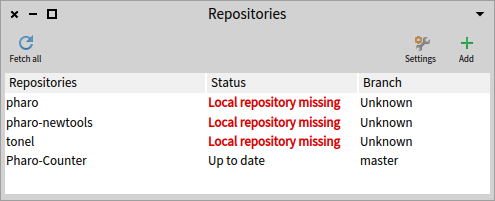 Repositories
Fetch all Settings Add
Repositories Status Branch
pharo Local repository missing Unknown
pharo-newtools Local repository missing Unknown
tonel Local repository missing Unknown
Pharo-Counter Up to date master